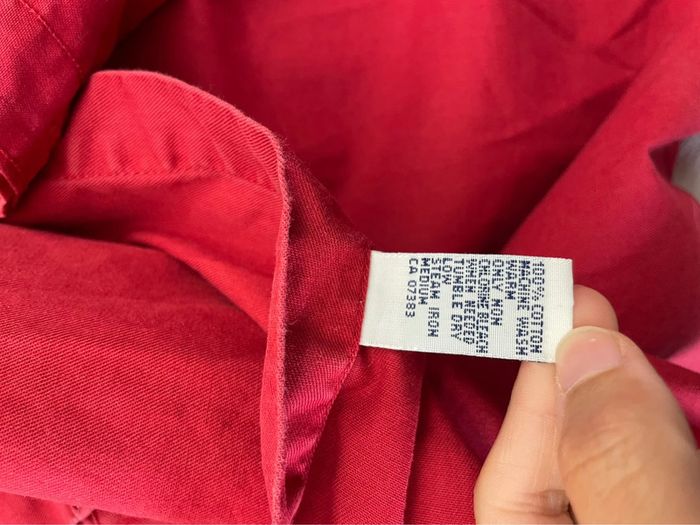 100% COTTON
MACHINE WASH
WARM
ONLY NON
CHLORINE BLEACH
WHEN NEEDED
TUMBLE DRY
LOW
STEAM IRON
MEDIUM
CA 07383